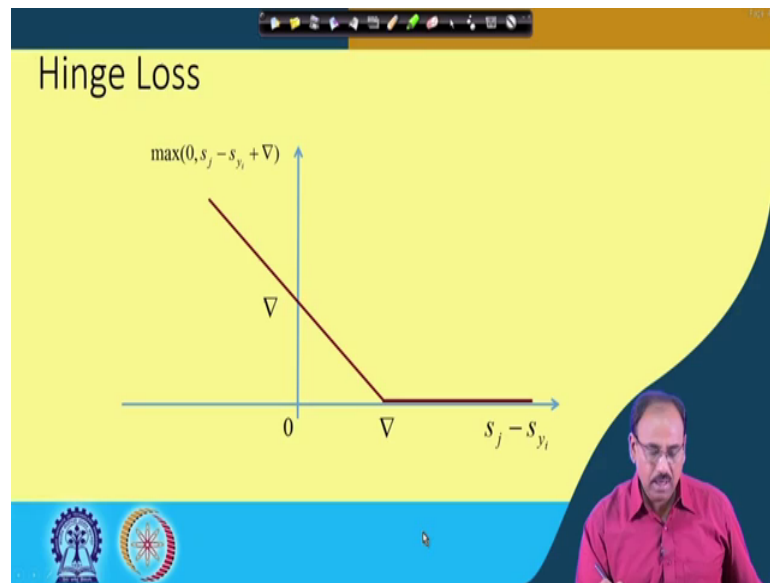 Hinge Loss
max(0, s_j − s_{y_i} + ∇)
∇
0 ∇ s_j − s_{y_i}